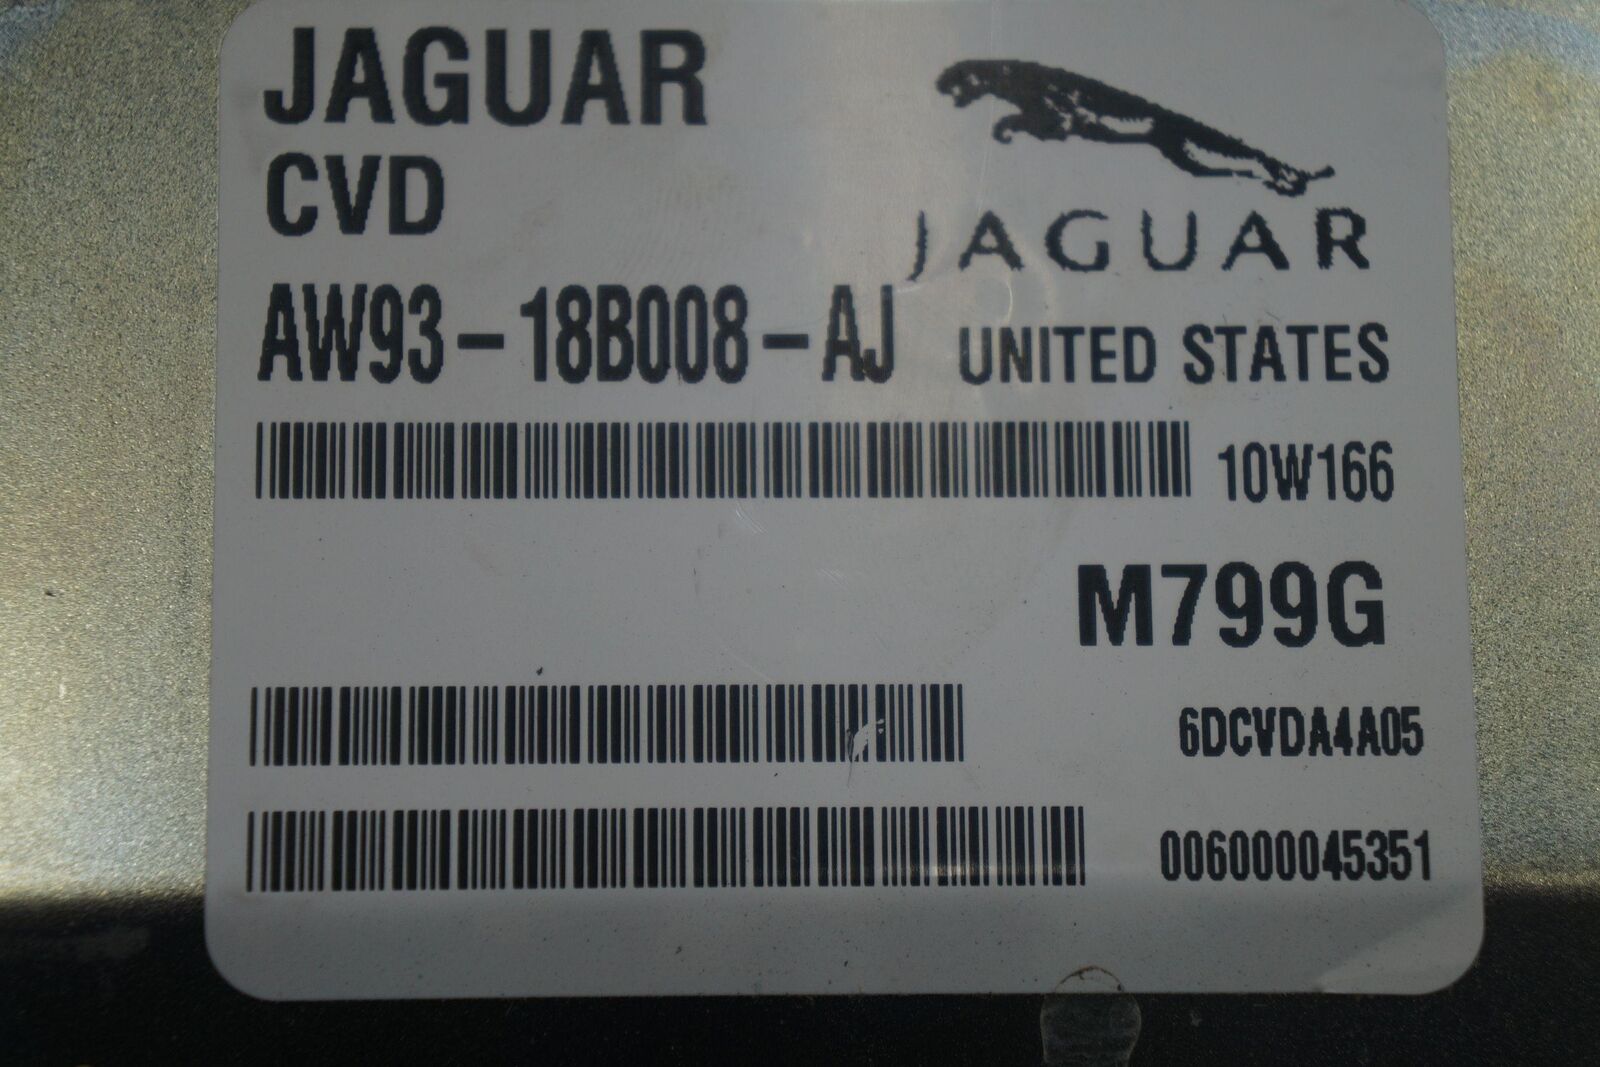 JAGUAR
CVD
JAGUAR
AW93-18B008-AJ UNITED STATES
10W166
M799G
6DCVDA4A05
006000045351